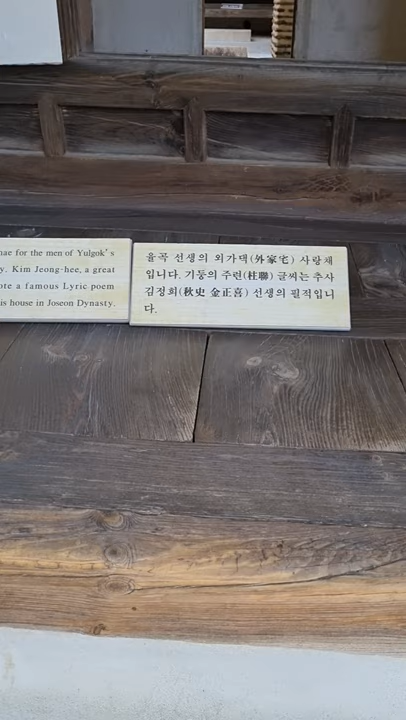 nae for the men of Yulgok's
y. Kim Jeong-hee, a great
ote a famous Lyric poem
is house in Joseon Dynasty.
율곡 선생의 외가댁(外家宅) 사랑채
입니다. 기둥의 주련(柱聯) 글씨는 추사
김정희(秋史 金正喜) 선생의 필적입니
다.